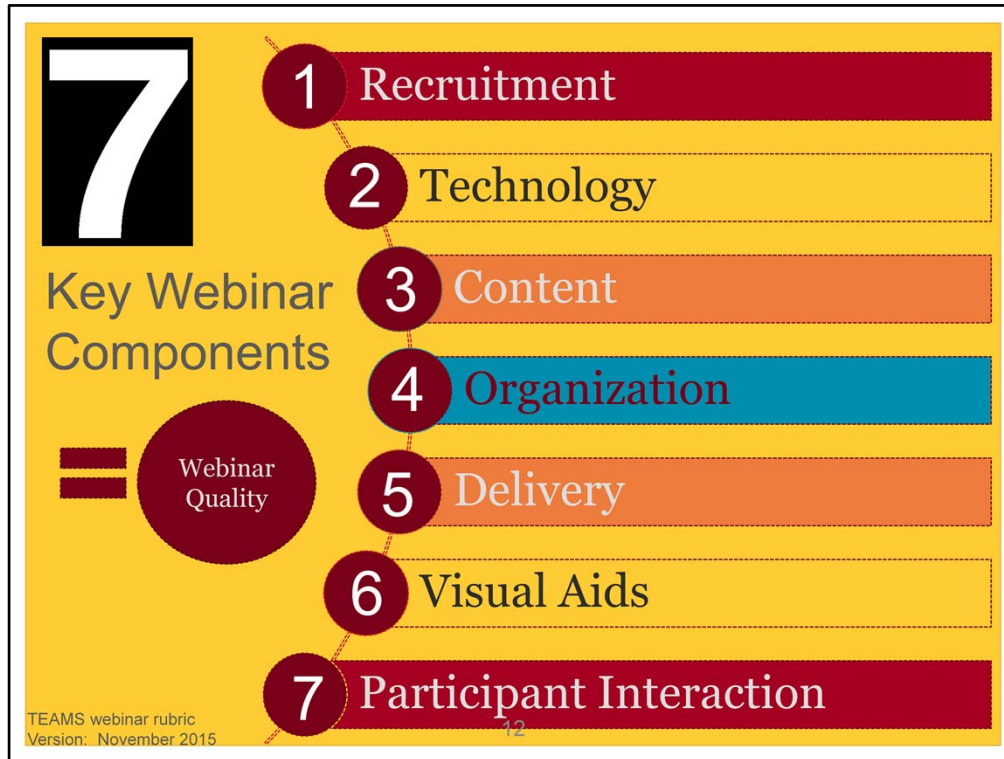 7
Key Webinar
Components
=
Webinar
Quality
1 Recruitment
2 Technology
3 Content
4 Organization
5 Delivery
6 Visual Aids
7 Participant Interaction
TEAMS webinar rubric
Version: November 2015
12